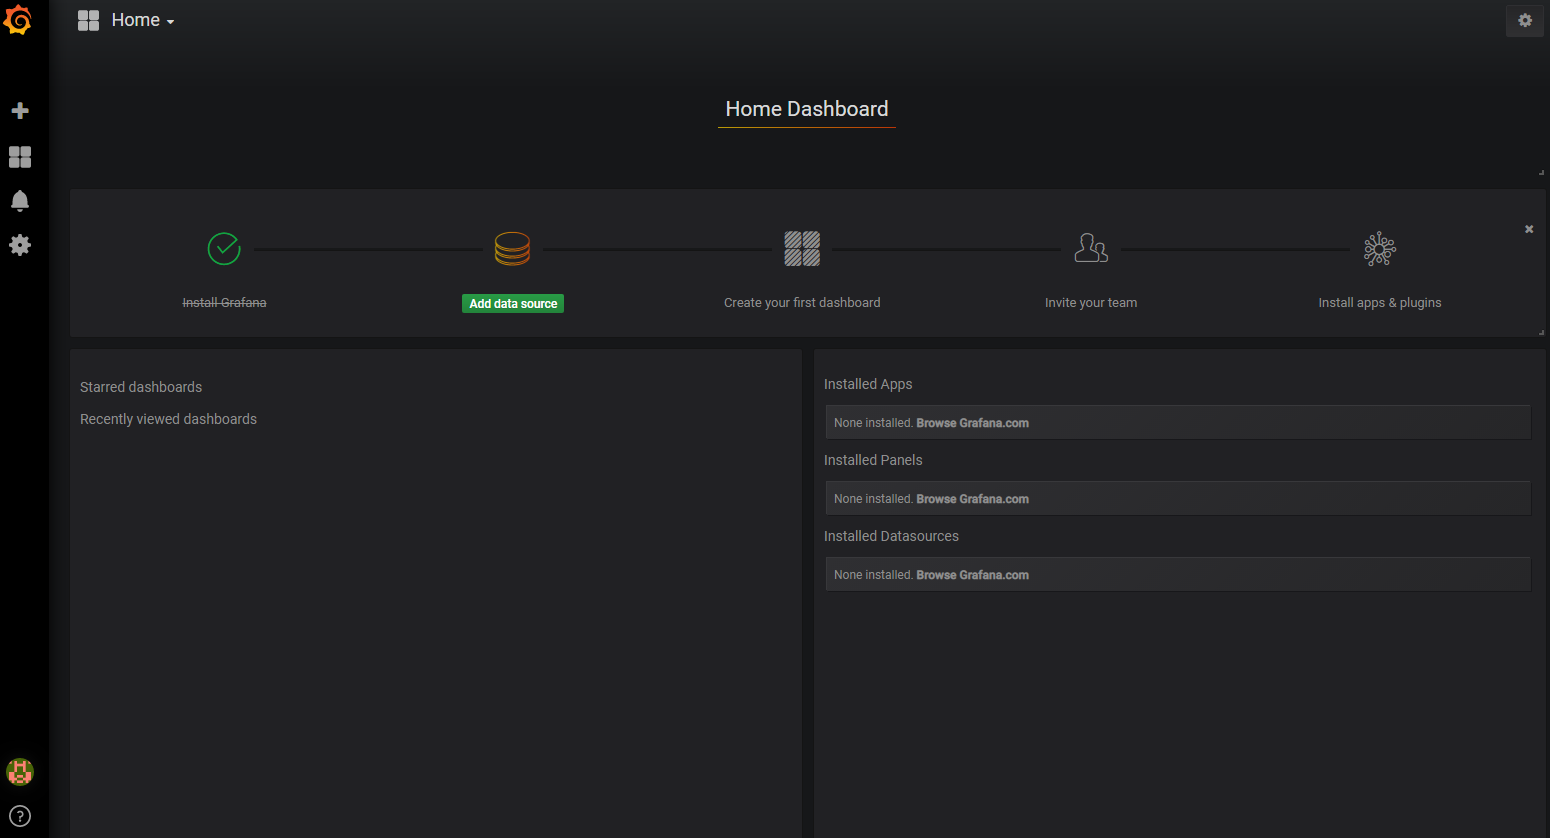 Home
Home Dashboard
Install Grafana
Add data source
Create your first dashboard
Invite your team
Install apps & plugins
Starred dashboards
Recently viewed dashboards
Installed Apps
None installed. Browse Grafana.com
Installed Panels
None installed. Browse Grafana.com
Installed Datasources
None installed. Browse Grafana.com